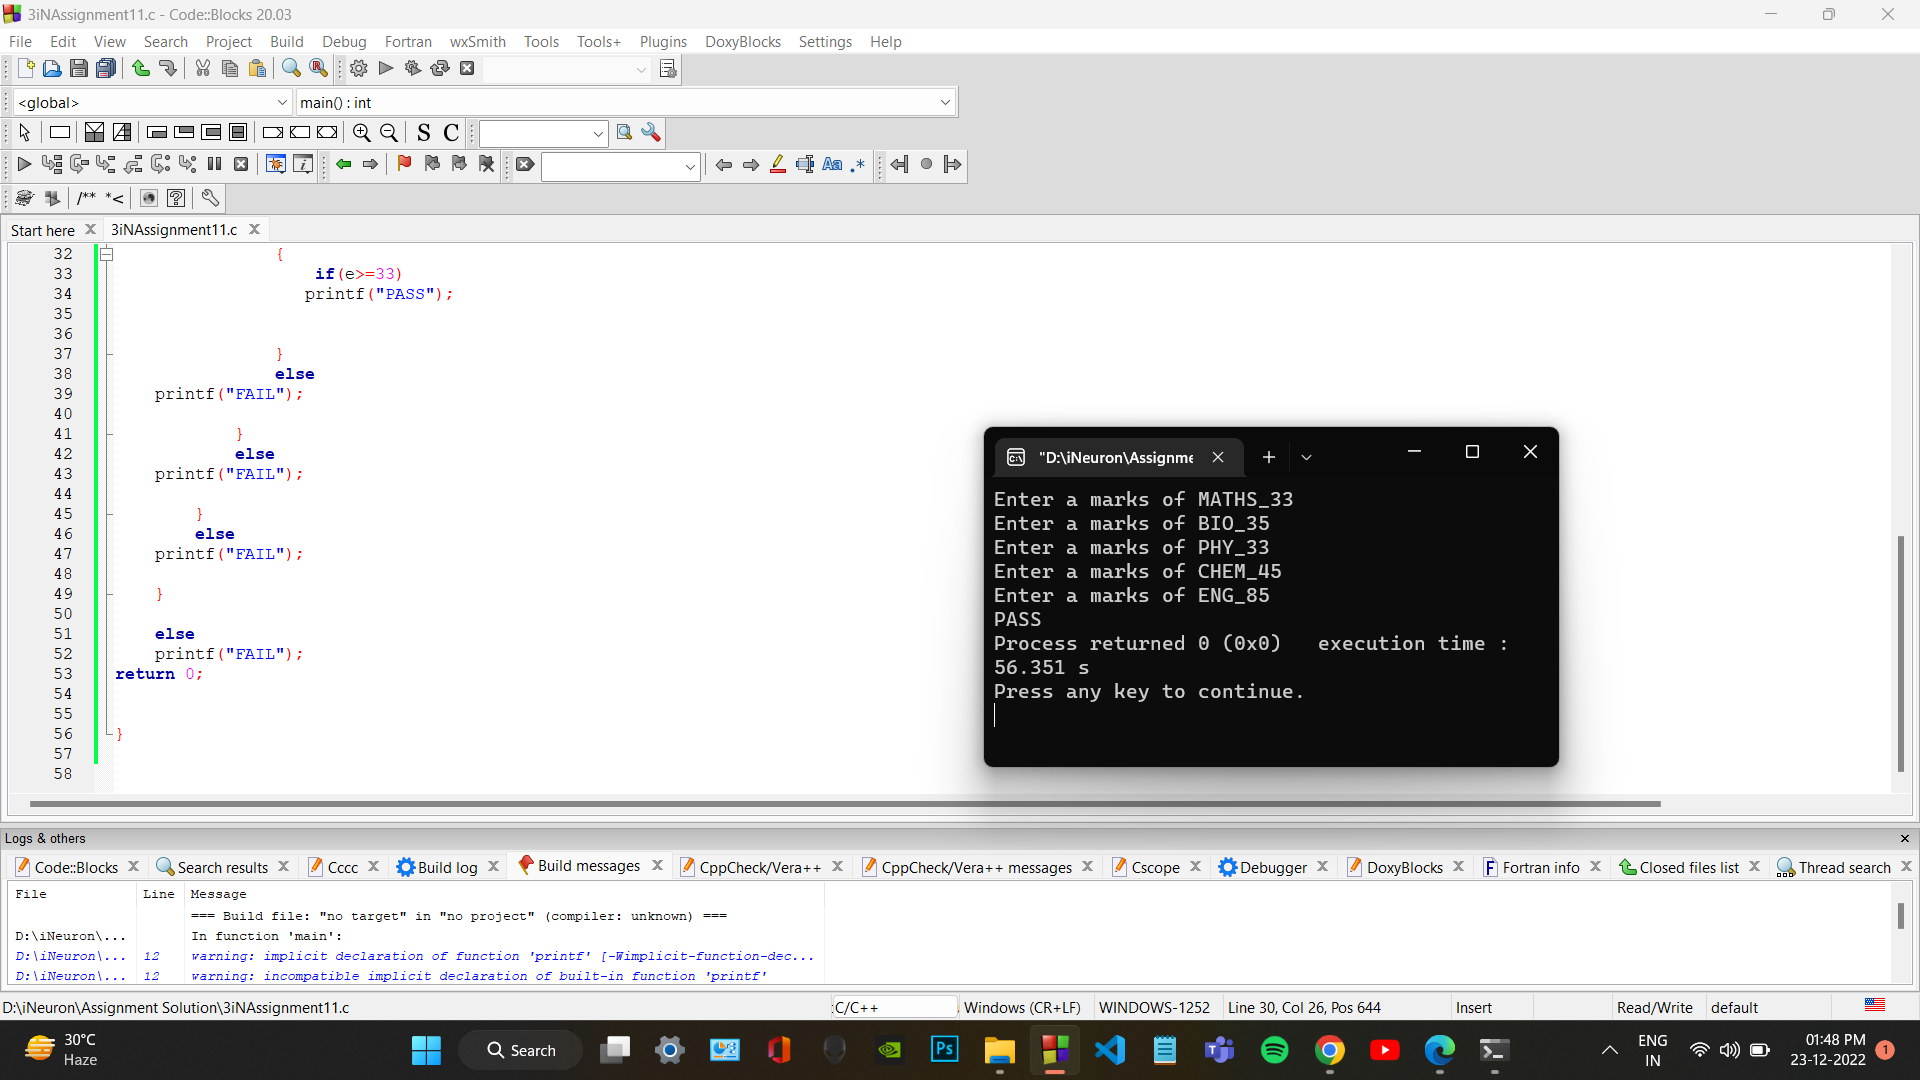 3iNAssignment11.c - Code::Blocks 20.03
File Edit View Search Project Build Debug Fortran wxSmith Tools Tools+ Plugins DoxyBlocks Settings Help
<global> main() : int
S C
Aa .*
/** *<
Start here 3iNAssignment11.c
32 {
33 if(e>=33)
34 printf("PASS");
35
36
37 }
38 else
39 printf("FAIL");
40
41 }
42 else
43 printf("FAIL");
44
45 }
46 else
47 printf("FAIL");
48
49 }
50
51 else
52 printf("FAIL");
53 return 0;
54
55
56 }
57
58
"D:\iNeuron\Assignme
Enter a marks of MATHS_33
Enter a marks of BIO_35
Enter a marks of PHY_33
Enter a marks of CHEM_45
Enter a marks of ENG_85
PASS
Process returned 0 (0x0) execution time :
56.351 s
Press any key to continue.
Logs & others
Code::Blocks Search results Cccc Build log Build messages CppCheck/Vera++ CppCheck/Vera++ messages Cscope Debugger DoxyBlocks Fortran info Closed files list Thread search
File Line Message
=== Build file: "no target" in "no project" (compiler: unknown) ===
D:\iNeuron\... In function 'main':
D:\iNeuron\... 12 warning: implicit declaration of function 'printf' [-Wimplicit-function-dec...
D:\iNeuron\... 12 warning: incompatible implicit declaration of built-in function 'printf'
D:\iNeuron\Assignment Solution\3iNAssignment11.c C/C++ Windows (CR+LF) WINDOWS-1252 Line 30, Col 26, Pos 644 Insert Read/Write default
30°C
Haze
Search
Ps
ENG
IN
01:48 PM
23-12-2022
1